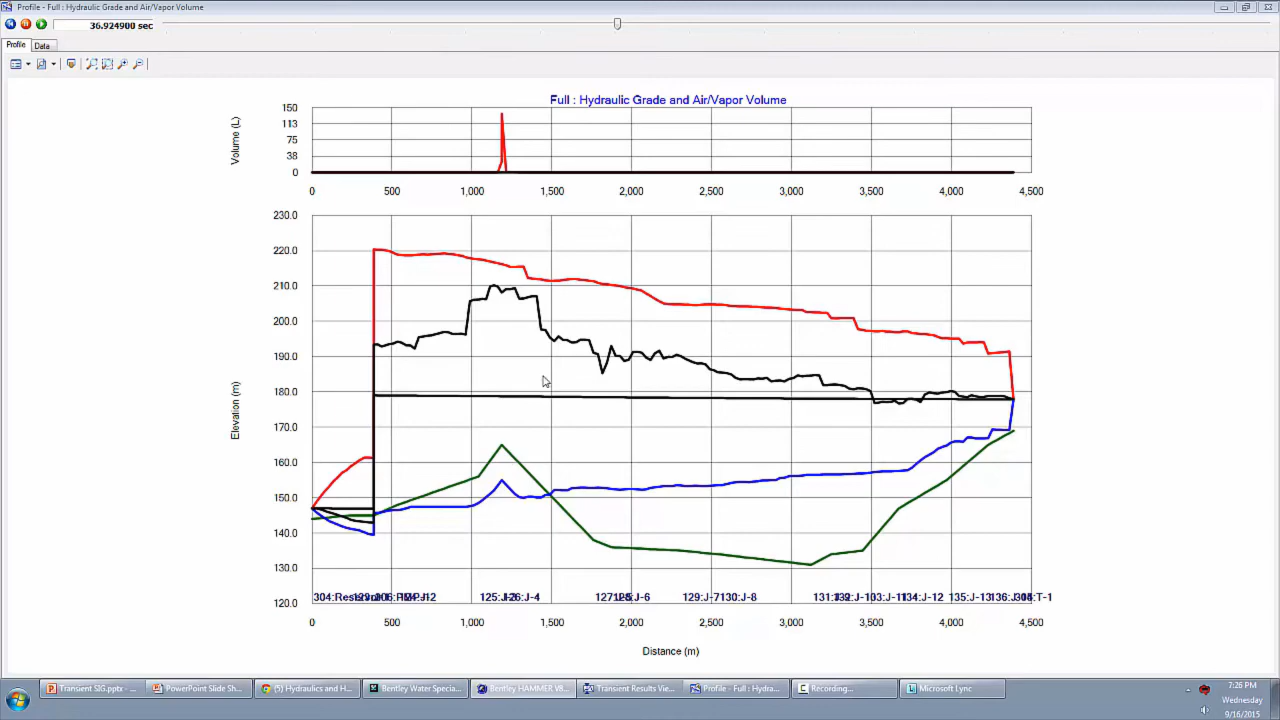 Profile - Full : Hydraulic Grade and Air/Vapor Volume
36.924900 sec
Profile Data
Full : Hydraulic Grade and Air/Vapor Volume
Volume (L)
150
113
75
38
0
0 500 1,000 1,500 2,000 2,500 3,000 3,500 4,000 4,500
Elevation (m)
230.0
220.0
210.0
200.0
190.0
180.0
170.0
160.0
150.0
140.0
130.0
120.0
129:J-7 130:J-8 134:J-12
0 500 1,000 1,500 2,000 2,500 3,000 3,500 4,000 4,500
Distance (m)
Transient SIG.pptx - ... PowerPoint Slide Sh... (5) Hydraulics and H... Bentley Water Specia... Bentley HAMMER V8... Transient Results Vie... Profile - Full : Hydra... Recording... Microsoft Lync
7:26 PM
Wednesday
9/16/2015